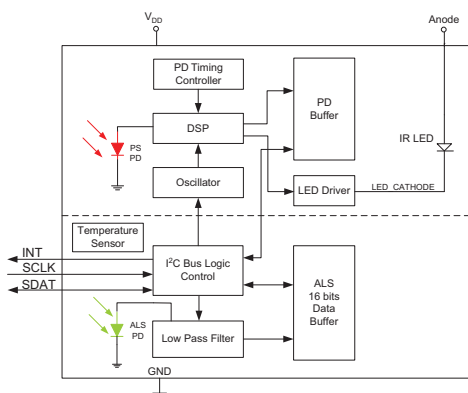 VDD
Anode
PD Timing
Controller
DSP
PD
Buffer
PS
PD
IR LED
Oscillator
LED Driver
LED_CATHODE
Temperature
Sensor
INT
SCLK
SDAT
I²C Bus Logic
Control
ALS
16 bits
Data
Buffer
ALS
PD
Low Pass Filter
GND